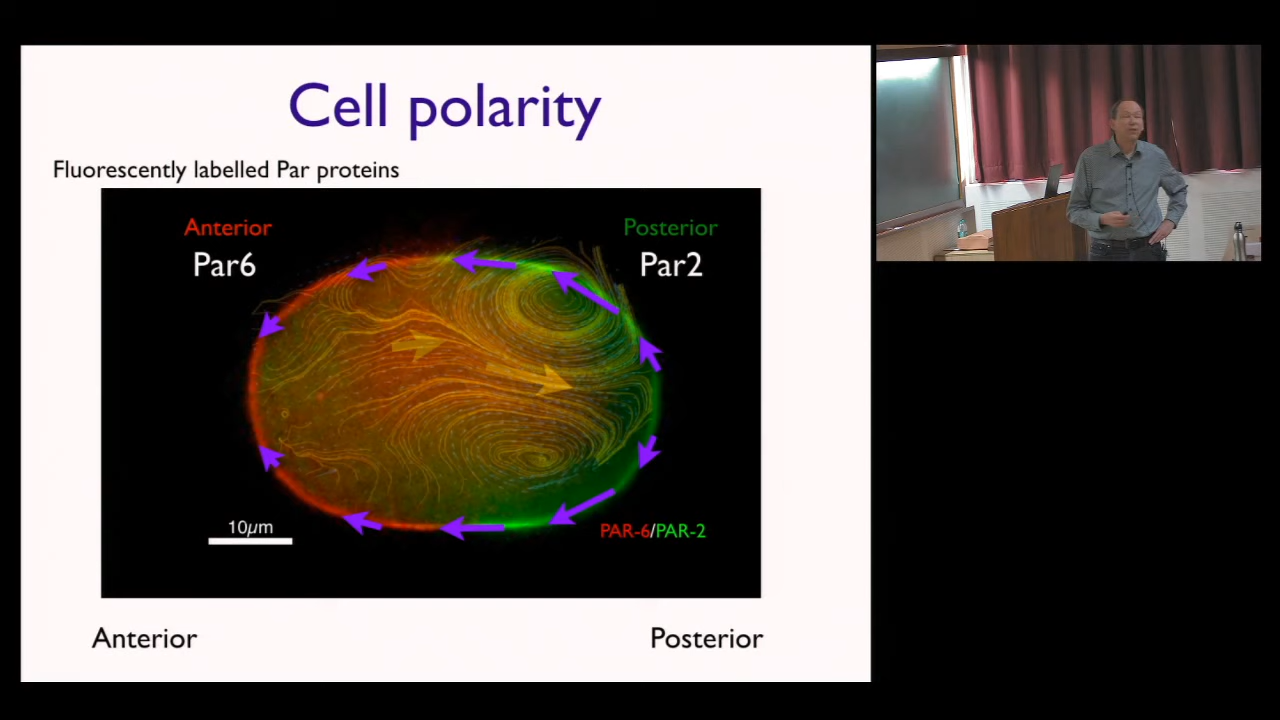 Cell polarity
Fluorescently labelled Par proteins
Anterior
Par6
Posterior
Par2
10µm
PAR-6/PAR-2
Anterior
Posterior